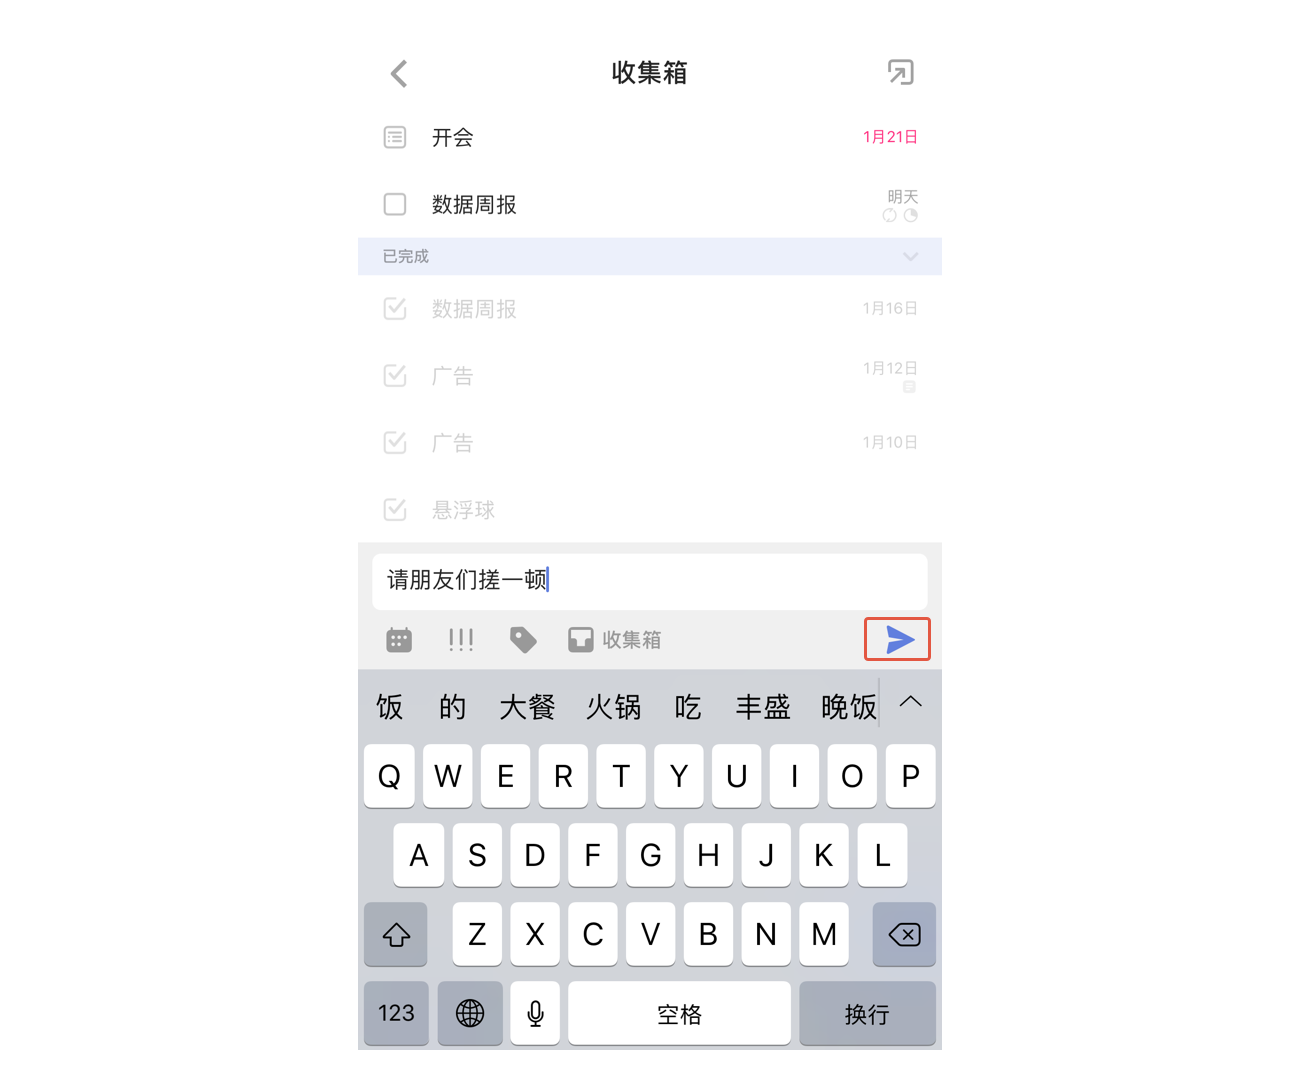 收集箱
开会 1月21日
数据周报 明天
已完成
数据周报 1月16日
广告 1月12日
广告 1月10日
悬浮球
请朋友们搓一顿
!!! 收集箱
饭 的 大餐 火锅 吃 丰盛 晚饭
Q W E R T Y U I O P
A S D F G H J K L
Z X C V B N M
123 空格 换行